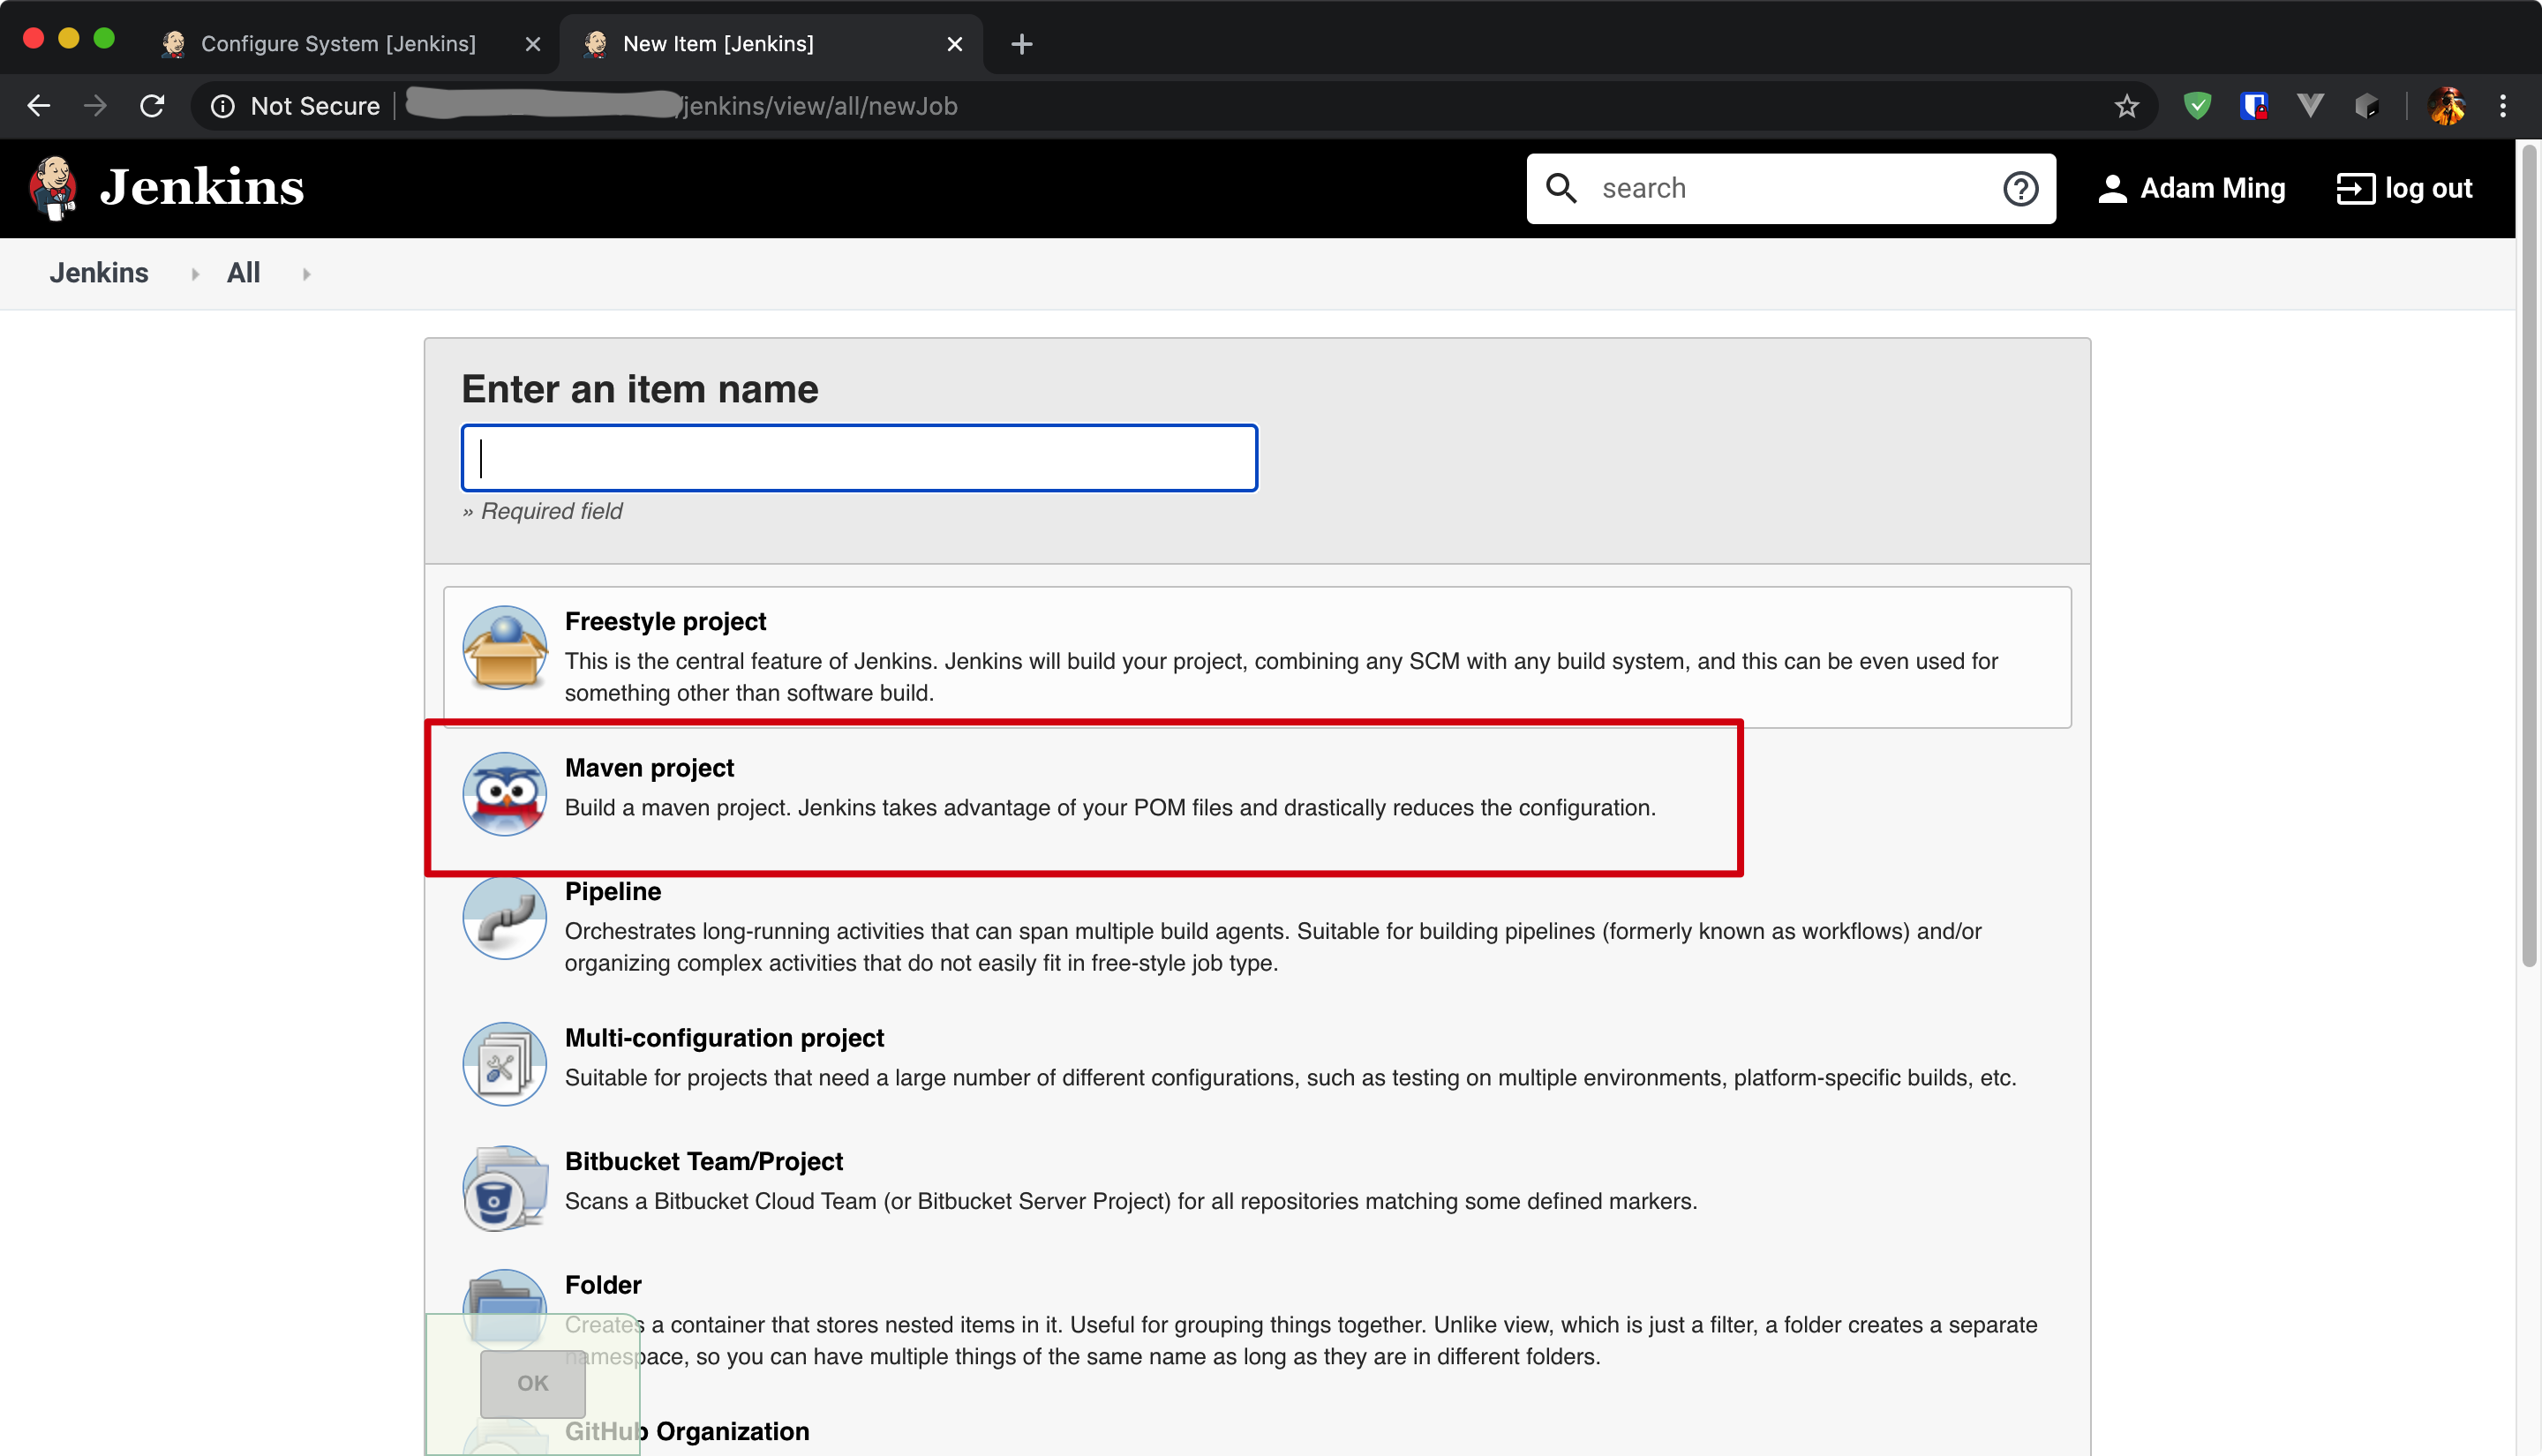 Configure System [Jenkins]
New Item [Jenkins]
Not Secure
/jenkins/view/all/newJob
Jenkins
search
Adam Ming
log out
Jenkins
All
Enter an item name
» Required field
Freestyle project
This is the central feature of Jenkins. Jenkins will build your project, combining any SCM with any build system, and this can be even used for
something other than software build.
Maven project
Build a maven project. Jenkins takes advantage of your POM files and drastically reduces the configuration.
Pipeline
Orchestrates long-running activities that can span multiple build agents. Suitable for building pipelines (formerly known as workflows) and/or
organizing complex activities that do not easily fit in free-style job type.
Multi-configuration project
Suitable for projects that need a large number of different configurations, such as testing on multiple environments, platform-specific builds, etc.
Bitbucket Team/Project
Scans a Bitbucket Cloud Team (or Bitbucket Server Project) for all repositories matching some defined markers.
Folder
Creates a container that stores nested items in it. Useful for grouping things together. Unlike view, which is just a filter, a folder creates a separate
namespace, so you can have multiple things of the same name as long as they are in different folders.
OK
GitHub Organization